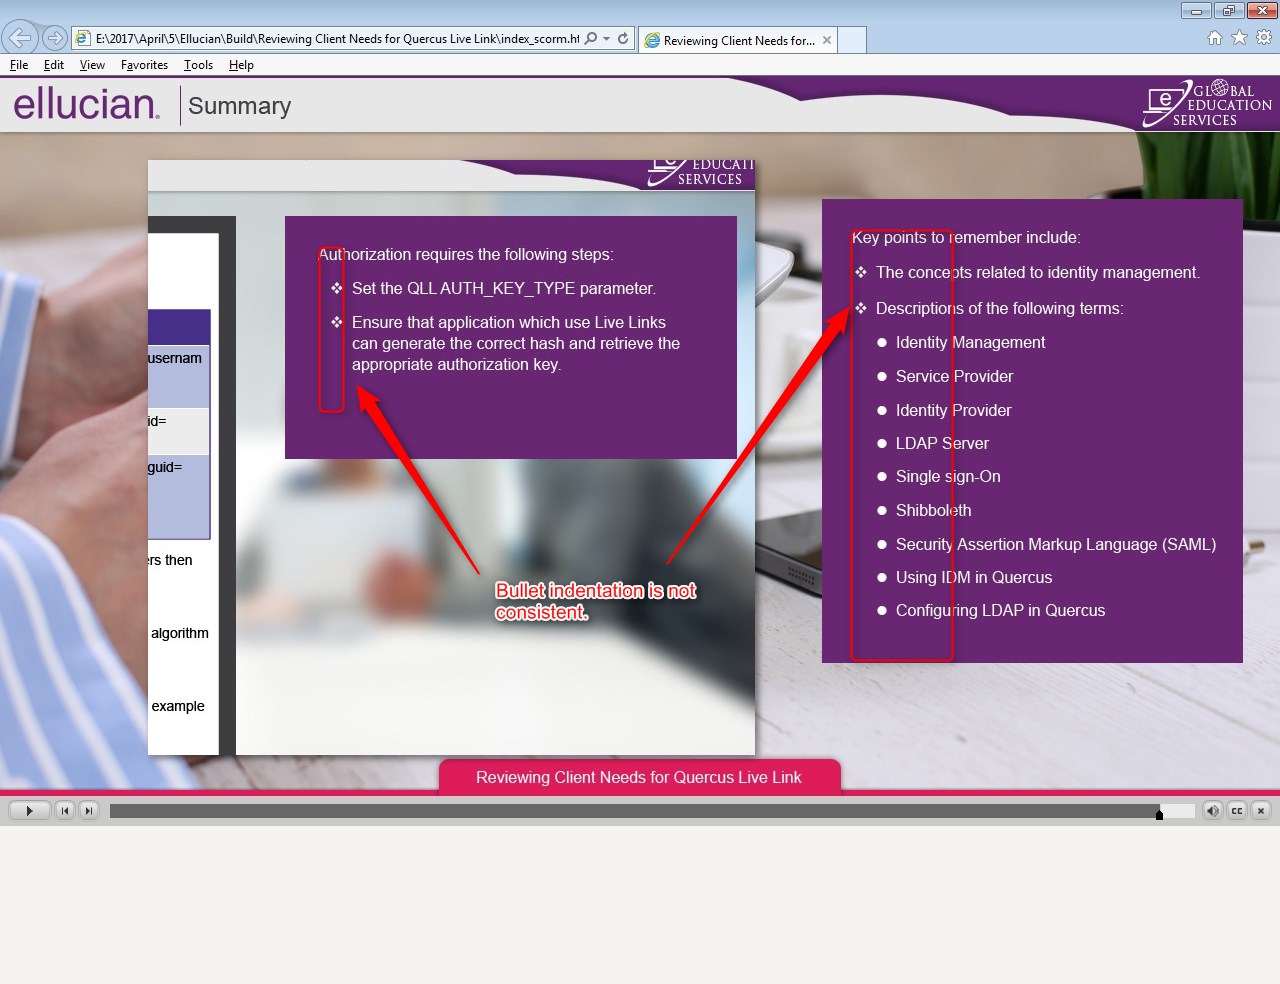 E:\2017\April\5\Ellucian\Build\Reviewing Client Needs for Quercus Live Link\index_scorm.ht
Reviewing Client Needs for...
File Edit View Favorites Tools Help
ellucian.
Summary
GLOBAL
EDUCATION
SERVICES
EDUCATI
SERVICES
Authorization requires the following steps:
❖ Set the QLL AUTH_KEY_TYPE parameter.
❖ Ensure that application which use Live Links
can generate the correct hash and retrieve the
appropriate authorization key.
usernam
id=
guid=
ers then
algorithm
example
Bullet indentation is not
consistent.
Key points to remember include:
❖ The concepts related to identity management.
❖ Descriptions of the following terms:
● Identity Management
● Service Provider
● Identity Provider
● LDAP Server
● Single sign-On
● Shibboleth
● Security Assertion Markup Language (SAML)
● Using IDM in Quercus
● Configuring LDAP in Quercus
Reviewing Client Needs for Quercus Live Link
CC